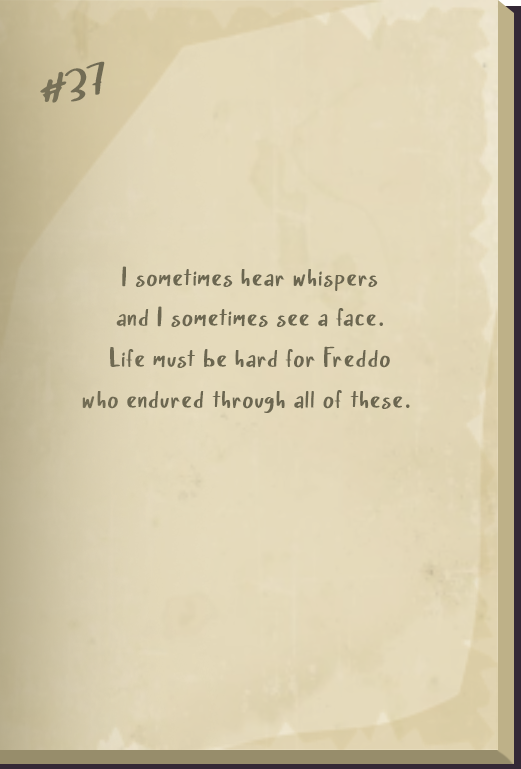 #37
I sometimes hear whispers
and I sometimes see a face.
Life must be hard for Freddo
who endured through all of these.